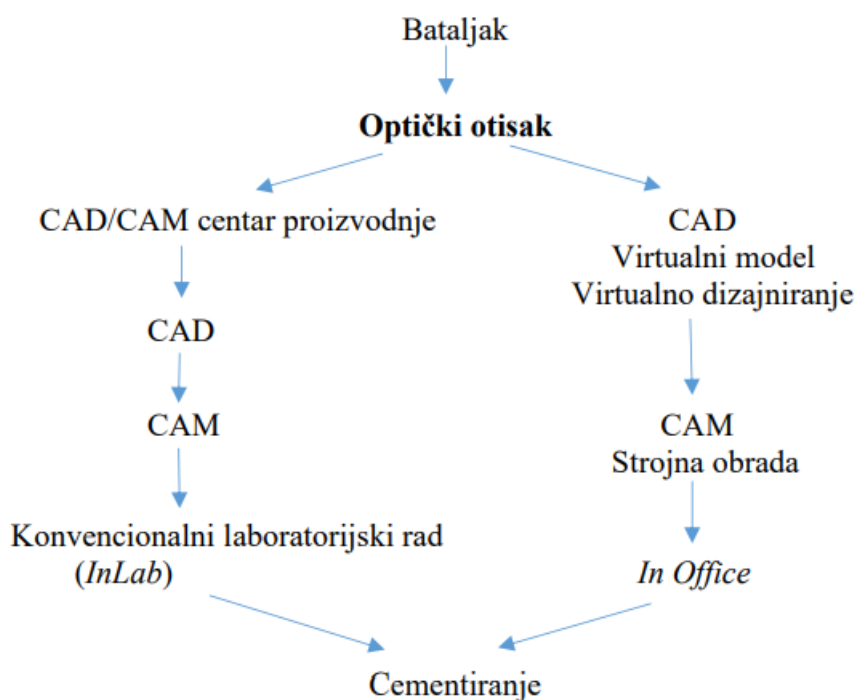 Bataljak
Optički otisak
CAD/CAM centar proizvodnje
CAD
CAM
Konvencionalni laboratorijski rad
(InLab)
CAD
Virtualni model
Virtualno dizajniranje
CAM
Strojna obrada
In Office
Cementiranje